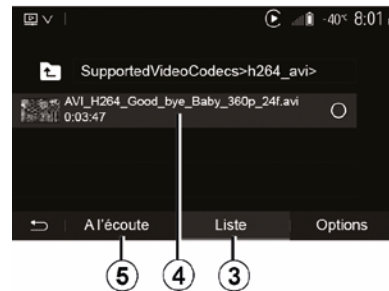 -40° 8:01
SupportedVideoCodecs>h264_avi>
AVI_H264_Good_bye_Baby_360p_24f.avi
0:03:47
A l'écoute
Liste
Options
5
4
3